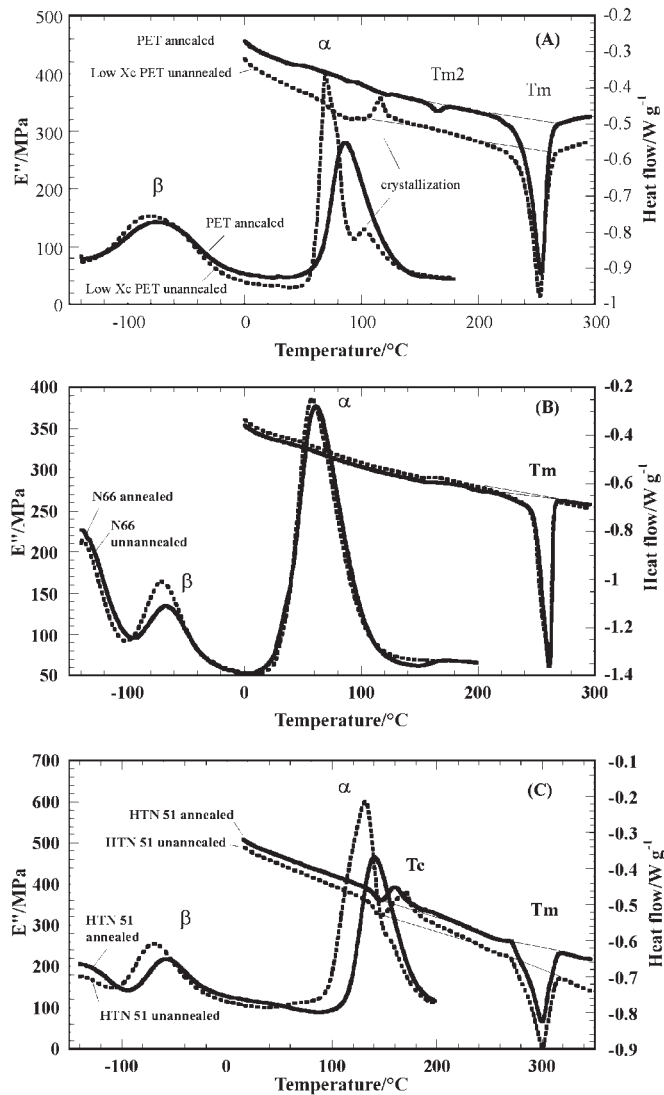 500
400
300
200
100
0
E"/MPa
PET annealed
Low Xc PET unannealed
α
(A)
Tm2
Tm
β
crystallization
PET annealed
Low Xc PET unannealed
-0.2
-0.3
-0.4
-0.5
-0.6
-0.7
-0.8
-0.9
-1
Heat flow/W g-1
-100
0
100
200
300
Temperature/°C
400
350
300
250
200
150
100
50
E"/MPa
α
(B)
Tm
N66 annealed
N66
unannealed
β
-0.2
-0.4
-0.6
-0.8
-1
-1.2
-1.4
Heat flow/W g-1
-100
0
100
200
300
Temperature/°C
700
600
500
400
300
200
100
0
E"/MPa
α
(C)
HTN 51 annealed
HTN 51 unannealed
Tc
Tm
HTN 51
annealed
β
HTN 51 unannealed
-0.1
-0.2
-0.3
-0.4
-0.5
-0.6
-0.7
-0.8
-0.9
Heat flow/W g-1
-100
0
100
200
300
Temperature/°C